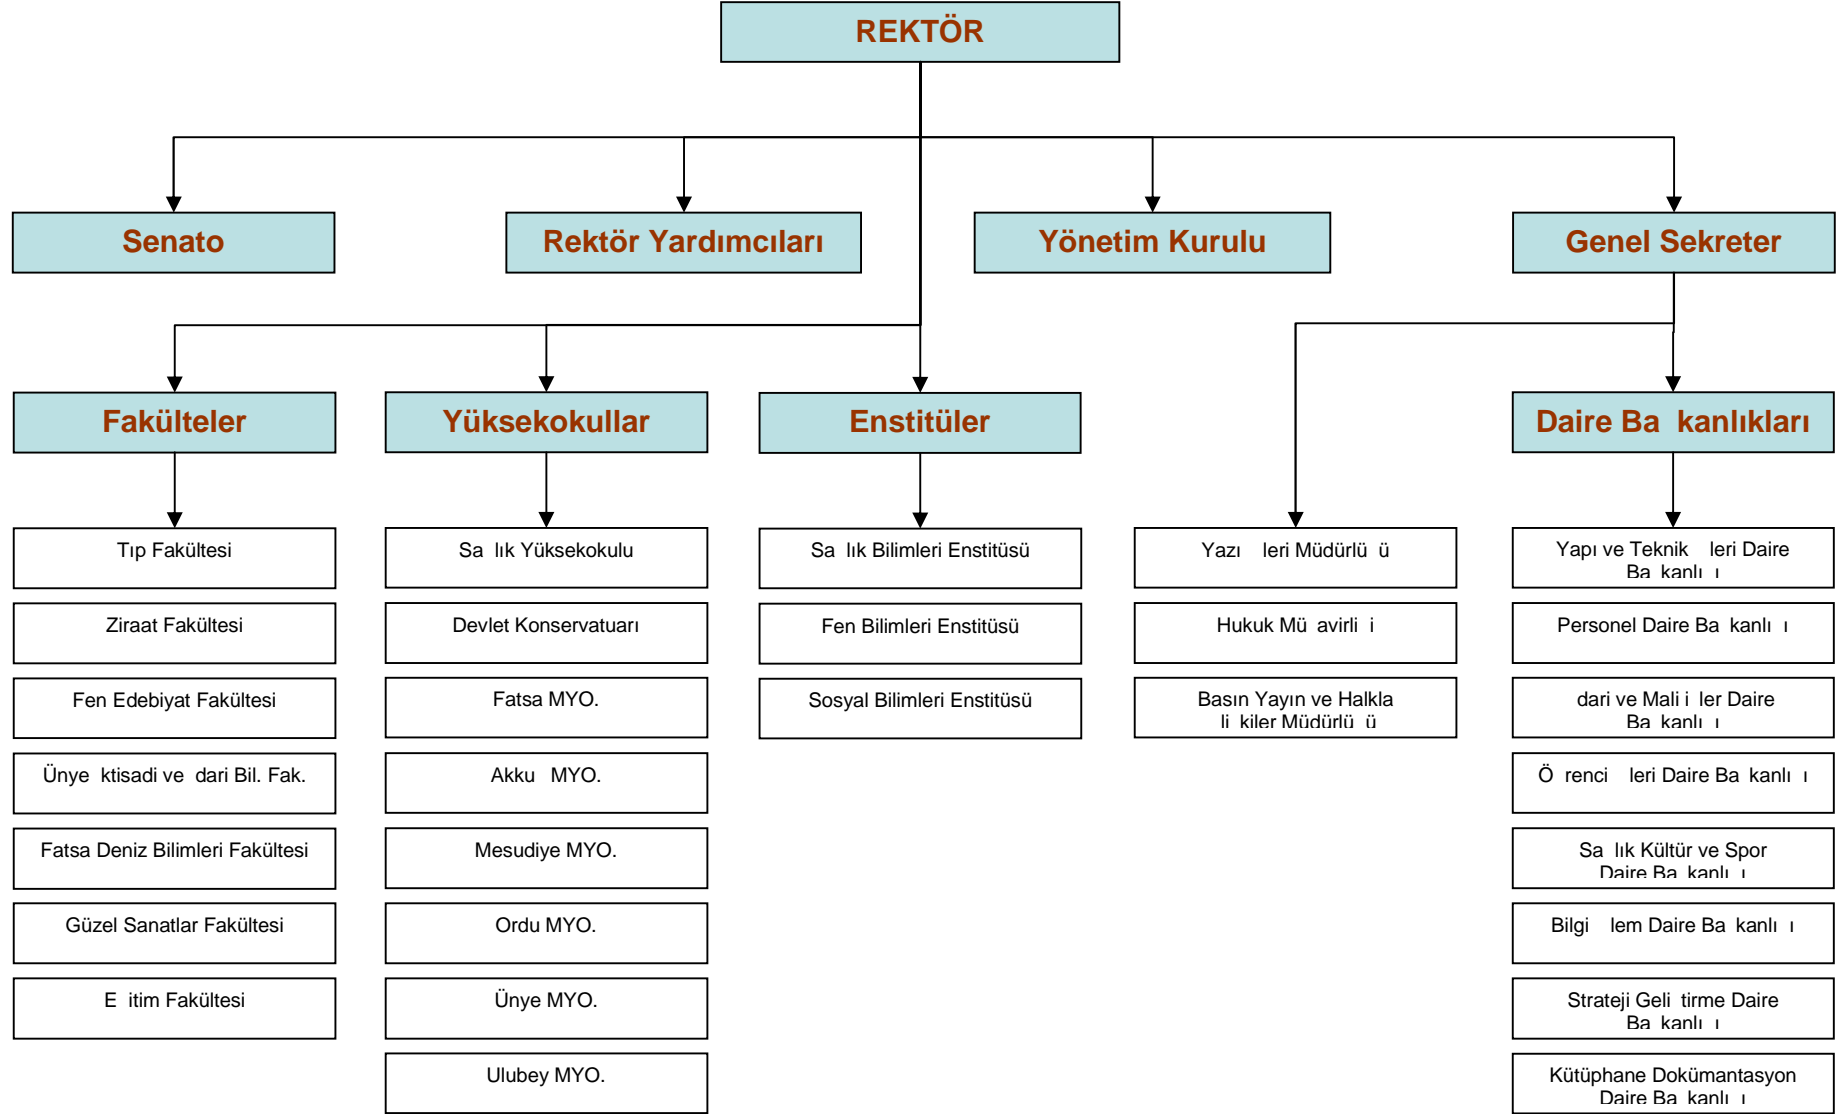 REKTÖR
Senato
Rektör Yardımcıları
Yönetim Kurulu
Genel Sekreter
Fakülteler
Yüksekokullar
Enstitüler
Daire Ba kanlıkları
Tıp Fakültesi
Ziraat Fakültesi
Fen Edebiyat Fakültesi
Ünye ktisadi ve dari Bil. Fak.
Fatsa Deniz Bilimleri Fakültesi
Güzel Sanatlar Fakültesi
E itim Fakültesi
Sa lık Yüksekokulu
Devlet Konservatuarı
Fatsa MYO.
Akku MYO.
Mesudiye MYO.
Ordu MYO.
Ünye MYO.
Ulubey MYO.
Sa lık Bilimleri Enstitüsü
Fen Bilimleri Enstitüsü
Sosyal Bilimleri Enstitüsü
Yazı leri Müdürlü ü
Hukuk Mü avirli i
Basın Yayın ve Halkla
li kiler Müdürlü ü
Yapı ve Teknik leri Daire
Ba kanlı ı
Personel Daire Ba kanlı ı
dari ve Mali i ler Daire
Ba kanlı ı
Ö renci leri Daire Ba kanlı ı
Sa lık Kültür ve Spor
Daire Ba kanlı ı
Bilgi lem Daire Ba kanlı ı
Strateji Geli tirme Daire
Ba kanlı ı
Kütüphane Dokümantasyon
Daire Ba kanlı ı